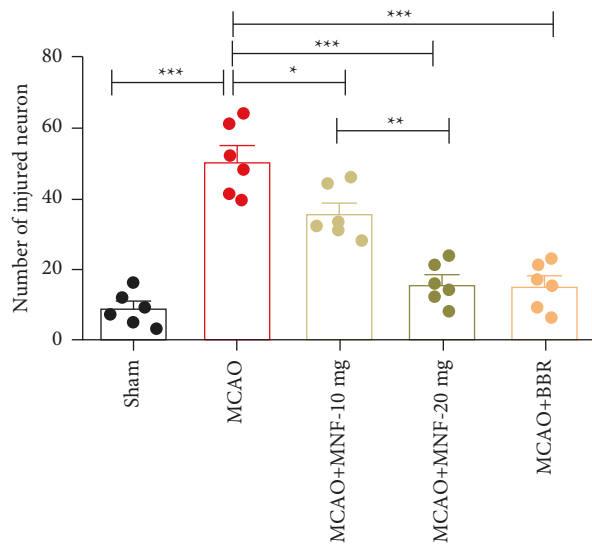 ***
***
***
*
**
80
60
40
20
0
Number of injured neuron
Sham
MCAO
MCAO+MNF-10 mg
MCAO+MNF-20 mg
MCAO+BBR